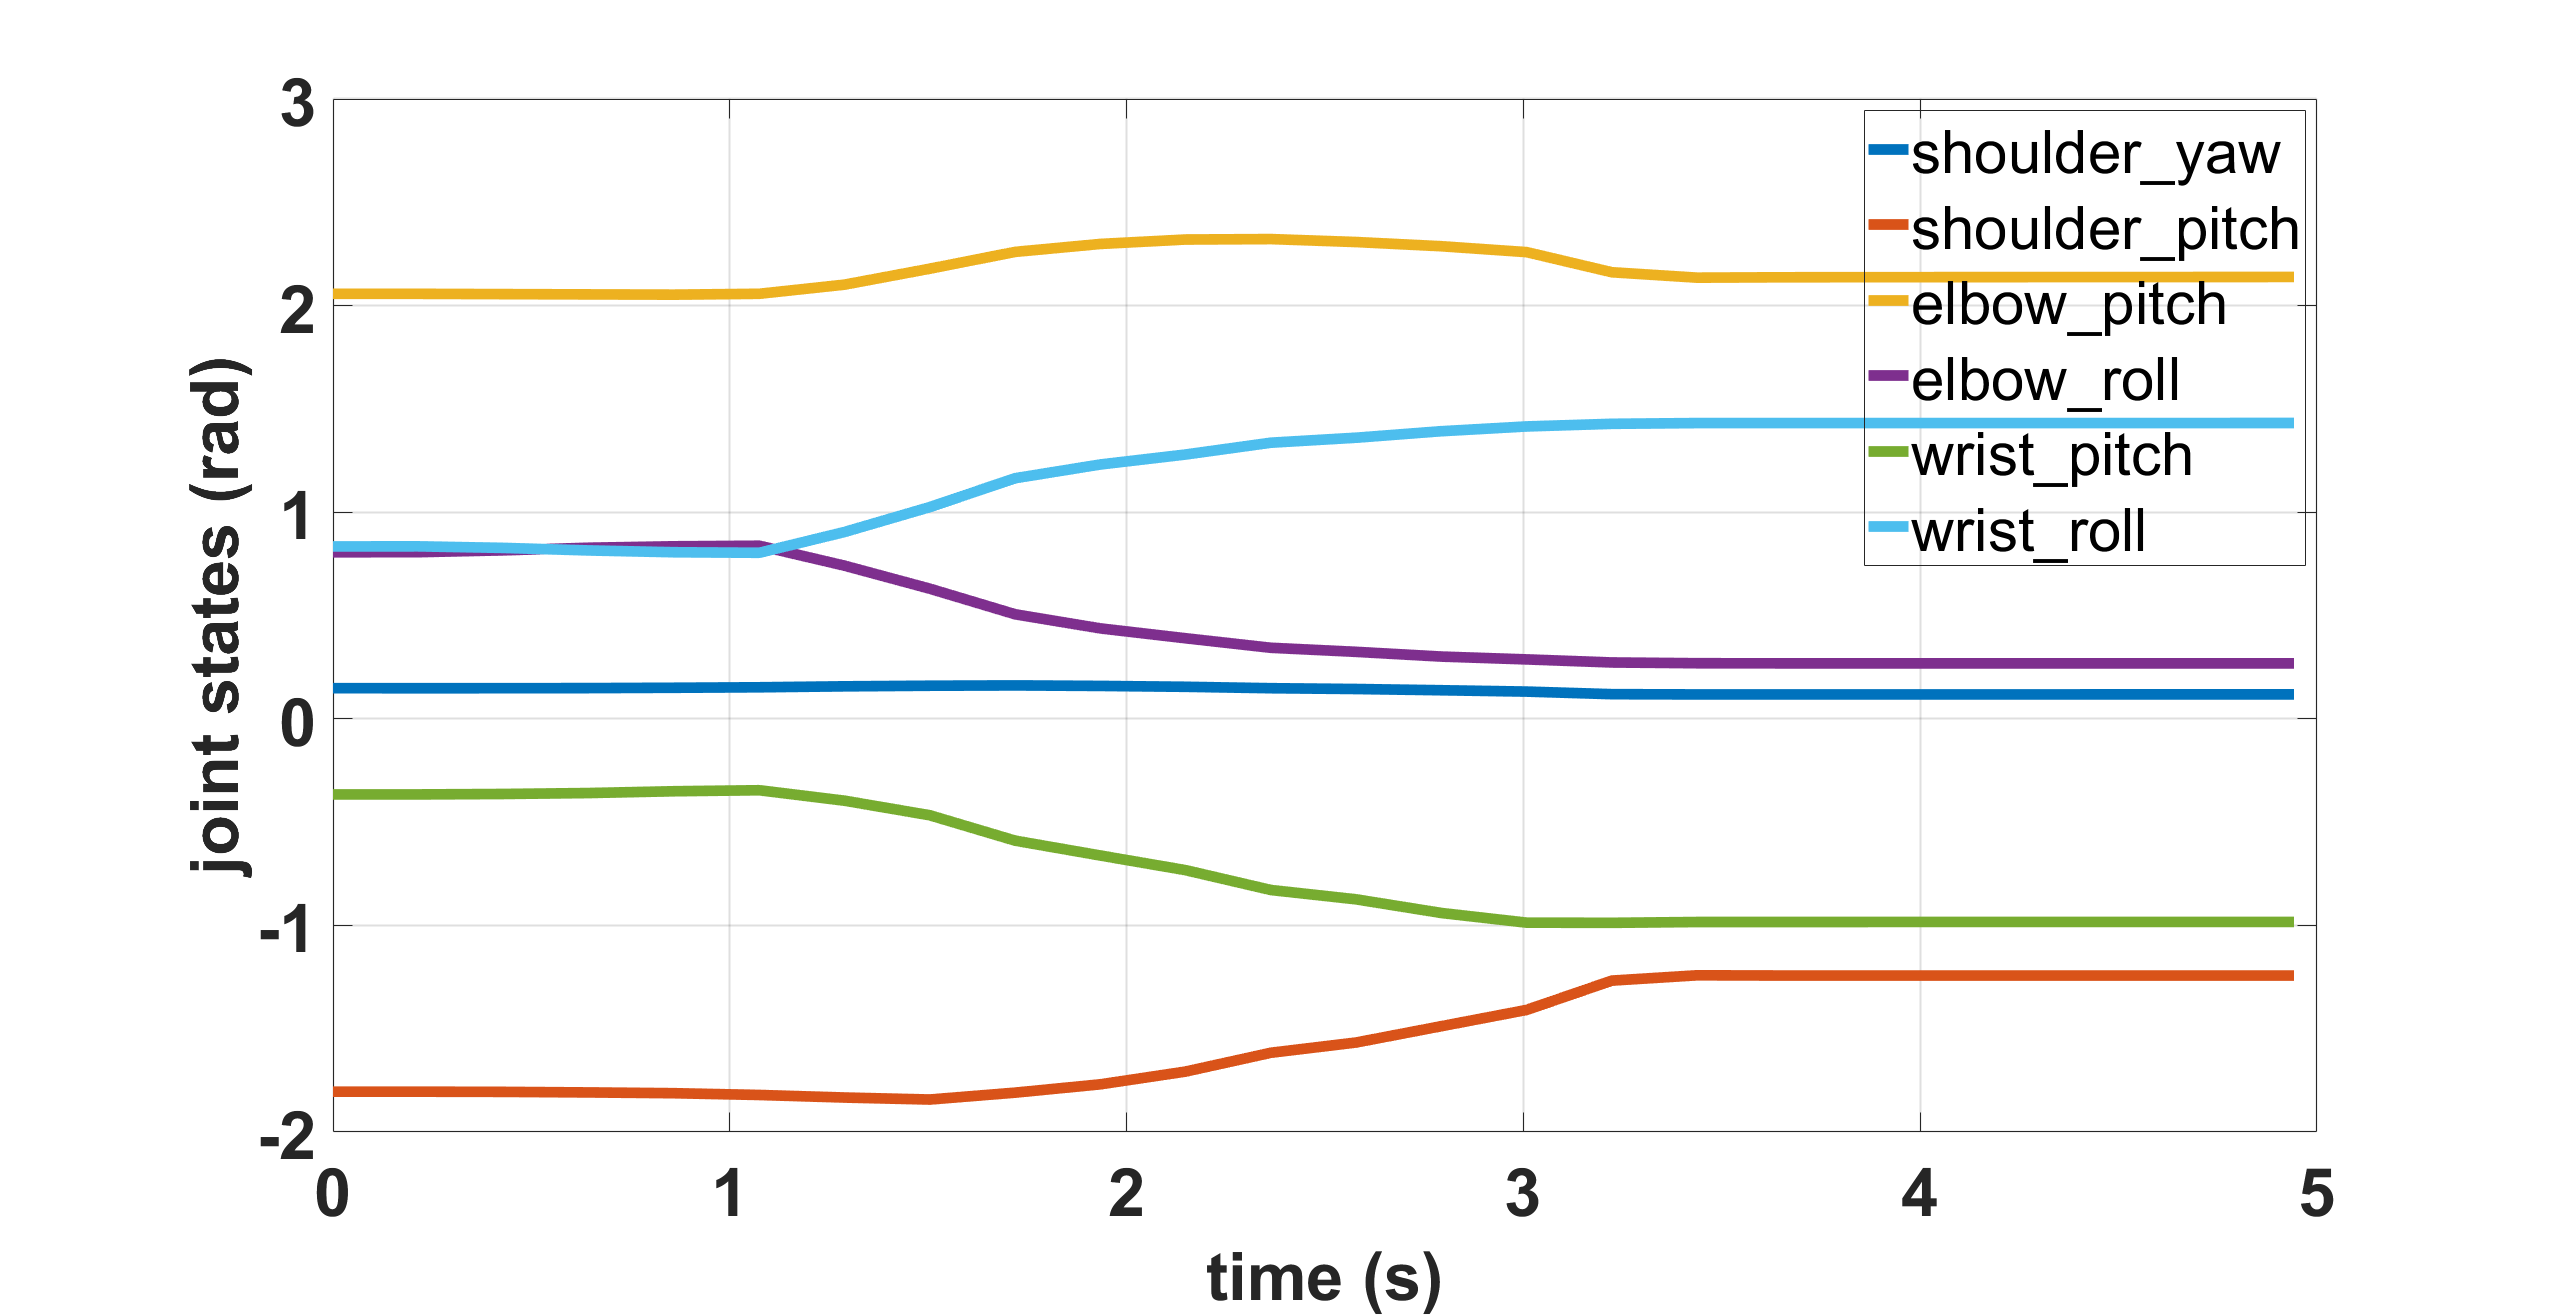 joint states (rad)
3
2
1
0
-1
-2
shoulder_yaw
shoulder_pitch
elbow_pitch
elbow_roll
wrist_pitch
wrist_roll
0 1 2 3 4 5
time (s)